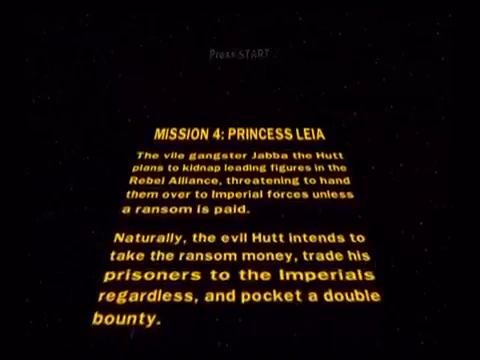 Press START
MISSION 4: PRINCESS LEIA
The vile gangster Jabba the Hutt
plans to kidnap leading figures in the
Rebel Alliance, threatening to hand
them over to Imperial forces unless
a ransom is paid.
Naturally, the evil Hutt intends to
take the ransom money, trade his
prisoners to the Imperials
regardless, and pocket a double
bounty.